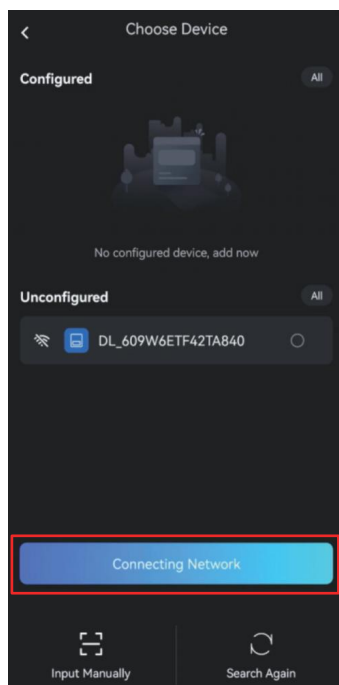 Choose Device
Configured All
No configured device, add now
Unconfigured All
DL_609W6ETF42TA840
Connecting Network
Input Manually Search Again